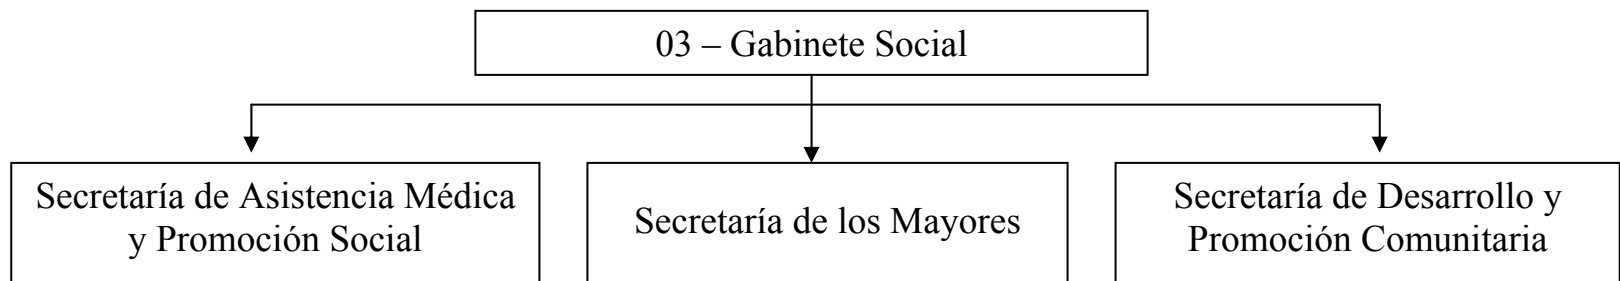 03 – Gabinete Social
Secretaría de Asistencia Médica
y Promoción Social
Secretaría de los Mayores
Secretaría de Desarrollo y
Promoción Comunitaria